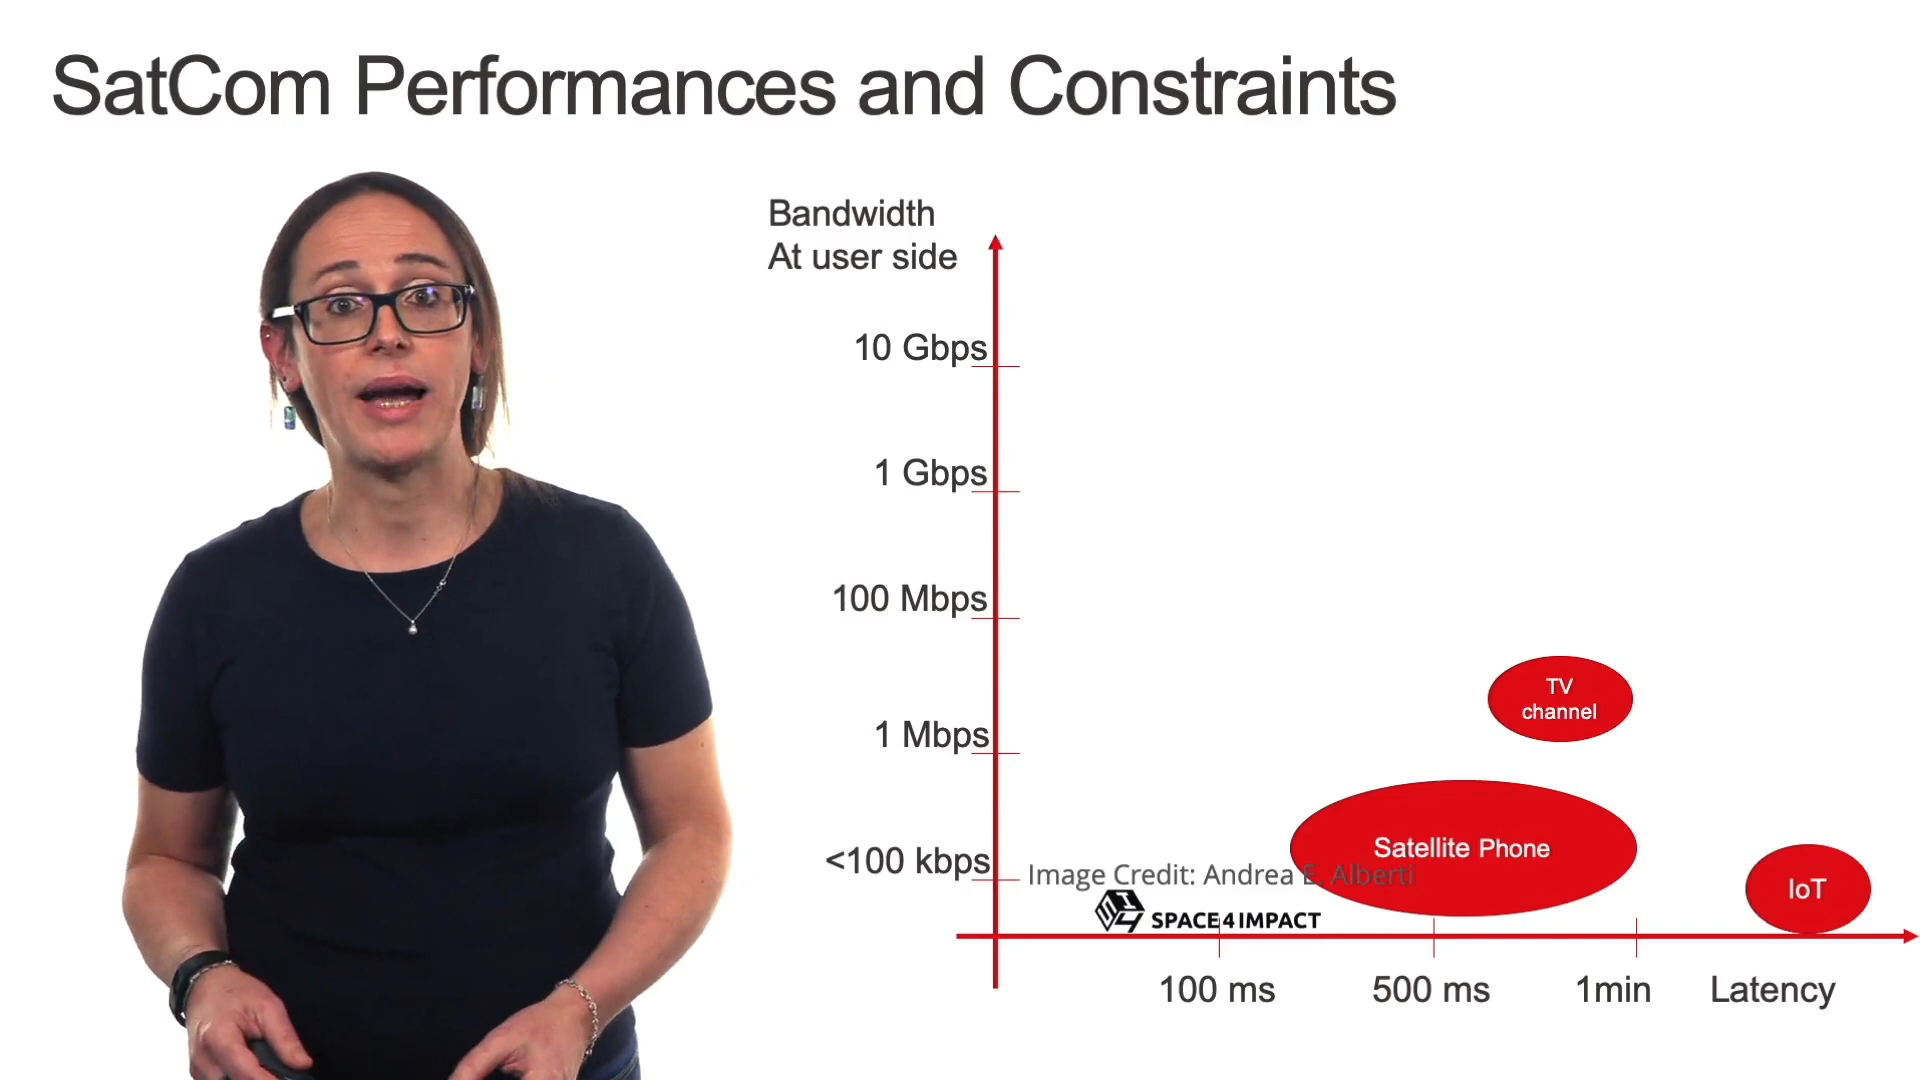 SatCom Performances and Constraints
Bandwidth
At user side
10 Gbps
1 Gbps
100 Mbps
1 Mbps
<100 kbps
TV
channel
Satellite Phone
IoT
Image Credit: Andrea E. Alberti
SPACE4IMPACT
100 ms
500 ms
1min
Latency